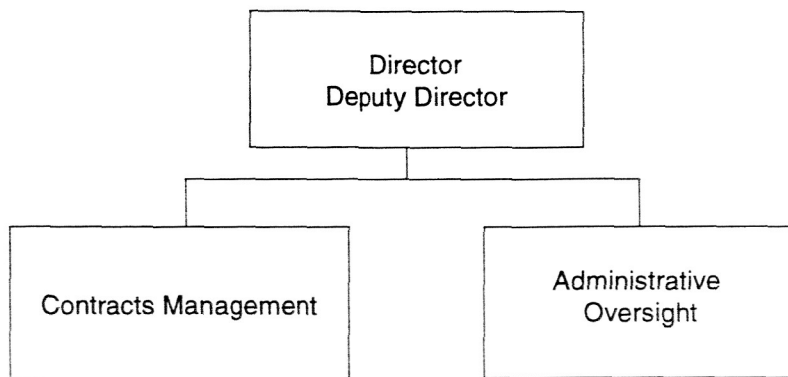 Director
Deputy Director
Contracts Management
Administrative
Oversight